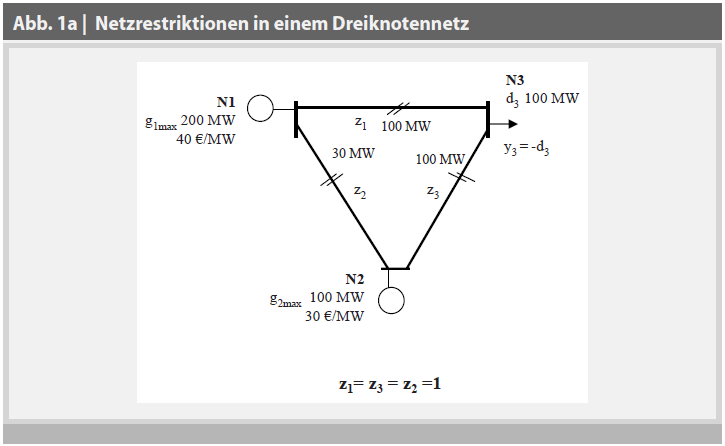 Abb. 1a | Netzrestriktionen in einem Dreiknotennetz
N3
d3 100 MW
N1
g1max 200 MW
40 €/MW
z1 100 MW
y3 = -d3
30 MW
100 MW
z2
z3
N2
g2max 100 MW
30 €/MW
z1= z3 = z2 =1